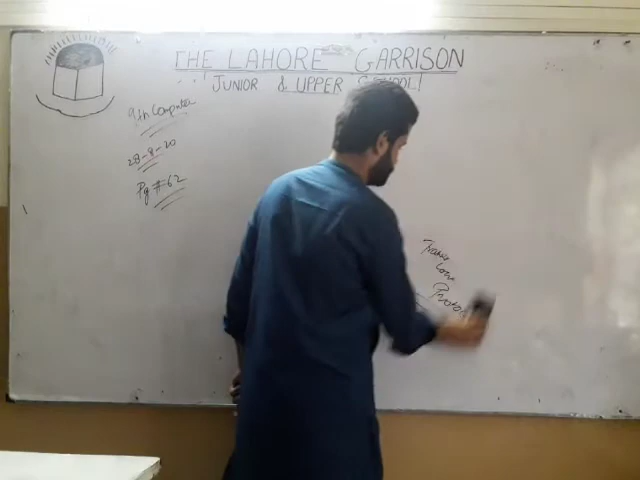 THE LAHORE GARRISON
JUNIOR & UPPER SCHOOL
9th Computer
28-8-20
Pg # 62